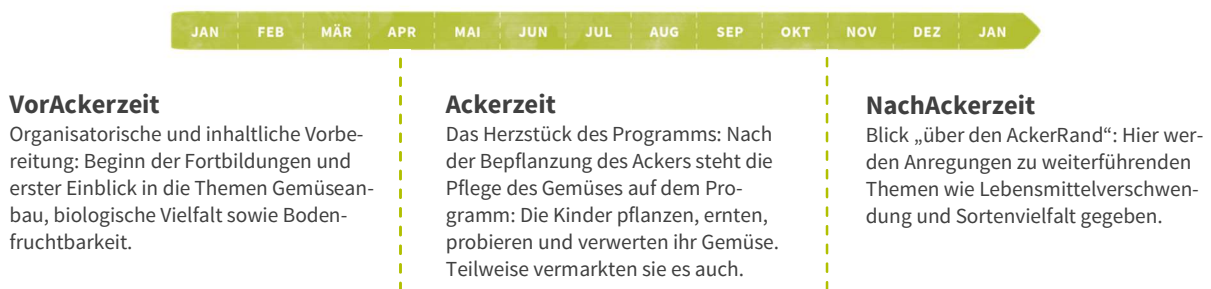 JAN FEB MÄR APR MAI JUN JUL AUG SEP OKT NOV DEZ JAN
VorAckerzeit
Organisatorische und inhaltliche Vorbe-
reitung: Beginn der Fortbildungen und
erster Einblick in die Themen Gemüsean-
bau, biologische Vielfalt sowie Boden-
fruchtbarkeit.
Ackerzeit
Das Herzstück des Programms: Nach
der Bepflanzung des Ackers steht die
Pflege des Gemüses auf dem Pro-
gramm: Die Kinder pflanzen, ernten,
probieren und verwerten ihr Gemüse.
Teilweise vermarkten sie es auch.
NachAckerzeit
Blick „über den AckerRand“: Hier wer-
den Anregungen zu weiterführenden
Themen wie Lebensmittelverschwen-
dung und Sortenvielfalt gegeben.